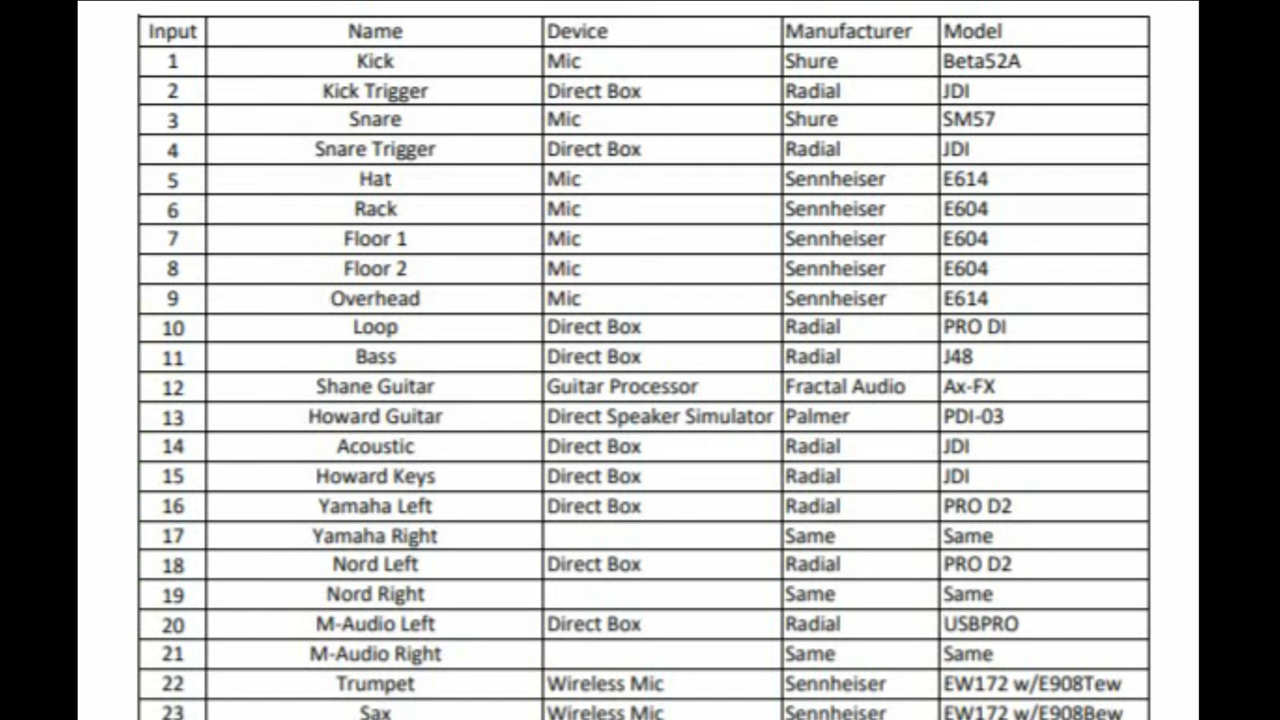 Input Name Device Manufacturer Model
1 Kick Mic Shure Beta52A
2 Kick Trigger Direct Box Radial JDI
3 Snare Mic Shure SM57
4 Snare Trigger Direct Box Radial JDI
5 Hat Mic Sennheiser E614
6 Rack Mic Sennheiser E604
7 Floor 1 Mic Sennheiser E604
8 Floor 2 Mic Sennheiser E604
9 Overhead Mic Sennheiser E614
10 Loop Direct Box Radial PRO DI
11 Bass Direct Box Radial J48
12 Shane Guitar Guitar Processor Fractal Audio Ax-FX
13 Howard Guitar Direct Speaker Simulator Palmer PDI-03
14 Acoustic Direct Box Radial JDI
15 Howard Keys Direct Box Radial JDI
16 Yamaha Left Direct Box Radial PRO D2
17 Yamaha Right Same Same
18 Nord Left Direct Box Radial PRO D2
19 Nord Right Same Same
20 M-Audio Left Direct Box Radial USBPRO
21 M-Audio Right Same Same
22 Trumpet Wireless Mic Sennheiser EW172 w/E908Tew
23 Sax Wireless Mic Sennheiser EW172 w/E908Bew